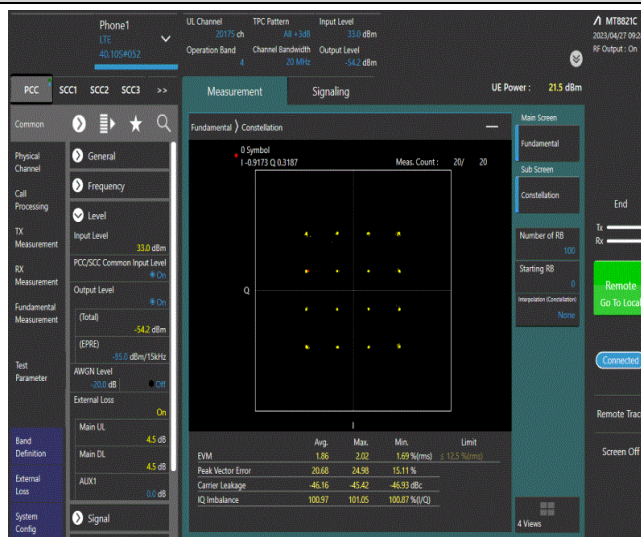 Phone1
LTE
40.10S#052
UL Channel
20175 ch
TPC Pattern
All +3dB
Input Level
33.0 dBm
Operation Band
4
Channel Bandwidth
20 MHz
Output Level
-54.2 dBm
MT8821C
2023/04/27 09:2
RF Output : On
PCC SCC1 SCC2 SCC3 >>
Measurement Signaling
UE Power : 21.5 dBm
Common
Physical
Channel
Call
Processing
TX
Measurement
RX
Measurement
Fundamental
Measurement
Test
Parameter
Band
Definition
External
Loss
System
Config
General
Frequency
Level
Input Level
33.0 dBm
PCC/SCC Common Input Level
On
Output Level
On
(Total)
-54.2 dBm
(EPRE)
-85.0 dBm/15kHz
AWGN Level
-20.0 dB Off
External Loss
On
Main UL
4.5 dB
Main DL
4.5 dB
AUX1
0.0 dB
Signal
Fundamental Constellation
0 Symbol
I -0.9173 Q 0.3187
Meas. Count : 20/ 20
Q
I
Avg. Max. Min. Limit
EVM 1.86 2.02 1.69 %(rms) ≤ 12.5 %(rms)
Peak Vector Error 20.68 24.98 15.11 %
Carrier Leakage -46.16 -45.42 -46.93 dBc
IQ Imbalance 100.97 101.05 100.87 %(I/Q)
Main Screen
Fundamental
Sub Screen
Constellation
Number of RB
100
Starting RB
0
Interpolation (Constellation)
None
4 Views
End
Tx
Rx
Remote
Go To Local
Connected
Remote Trac
Screen Off